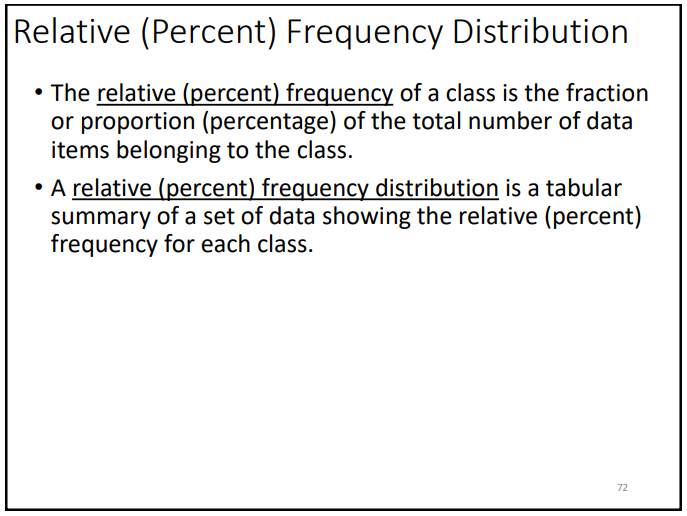 Relative (Percent) Frequency Distribution
• The relative (percent) frequency of a class is the fraction
or proportion (percentage) of the total number of data
items belonging to the class.
• A relative (percent) frequency distribution is a tabular
summary of a set of data showing the relative (percent)
frequency for each class.
72